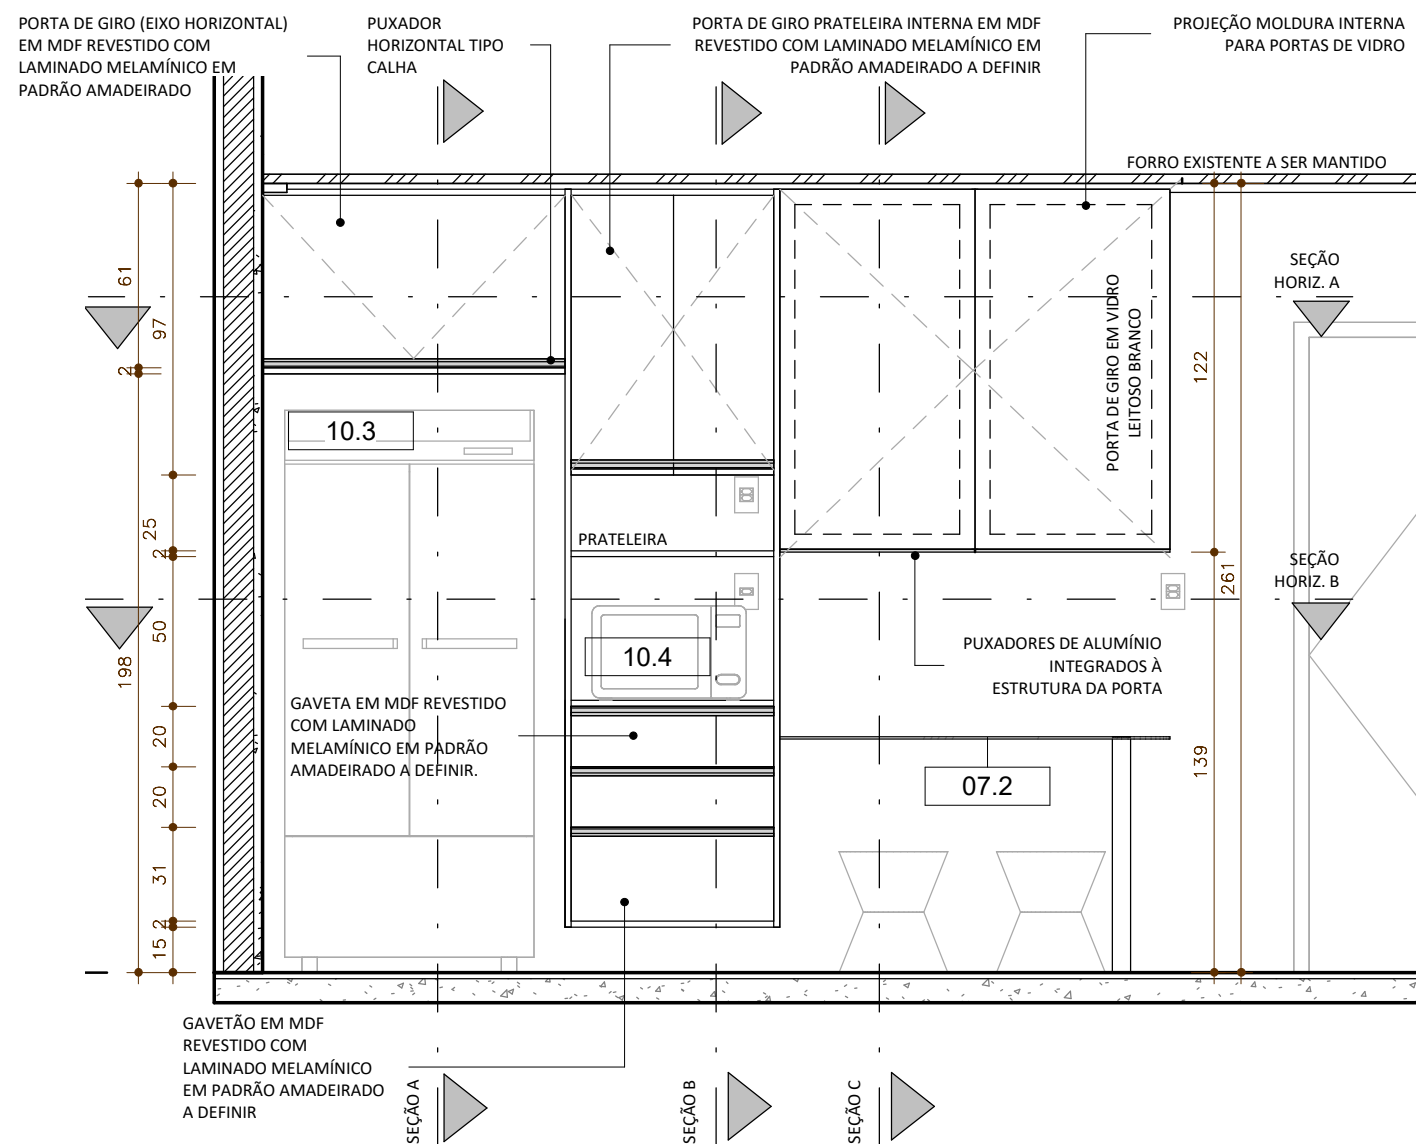 PORTA DE GIRO (EIXO HORIZONTAL)
EM MDF REVESTIDO COM
LAMINADO MELAMÍNICO EM
PADRÃO AMADEIRADO
PUXADOR
HORIZONTAL TIPO
CALHA
PORTA DE GIRO PRATELEIRA INTERNA EM MDF
REVESTIDO COM LAMINADO MELAMÍNICO EM
PADRÃO AMADEIRADO A DEFINIR
PROJEÇÃO MOLDURA INTERNA
PARA PORTAS DE VIDRO
FORRO EXISTENTE A SER MANTIDO
61
97
2
25
2
50
198
20
20
31
2
15
SEÇÃO
HORIZ. A
PORTA DE GIRO EM VIDRO
LEITOSO BRANCO
122
261
139
SEÇÃO
HORIZ. B
10.3
PRATELEIRA
10.4
PUXADORES DE ALUMÍNIO
INTEGRADOS À
ESTRUTURA DA PORTA
GAVETA EM MDF REVESTIDO
COM LAMINADO
MELAMÍNICO EM PADRÃO
AMADEIRADO A DEFINIR.
07.2
GAVETÃO EM MDF
REVESTIDO COM
LAMINADO MELAMÍNICO
EM PADRÃO AMADEIRADO
A DEFINIR
SEÇÃO A
SEÇÃO B
SEÇÃO C